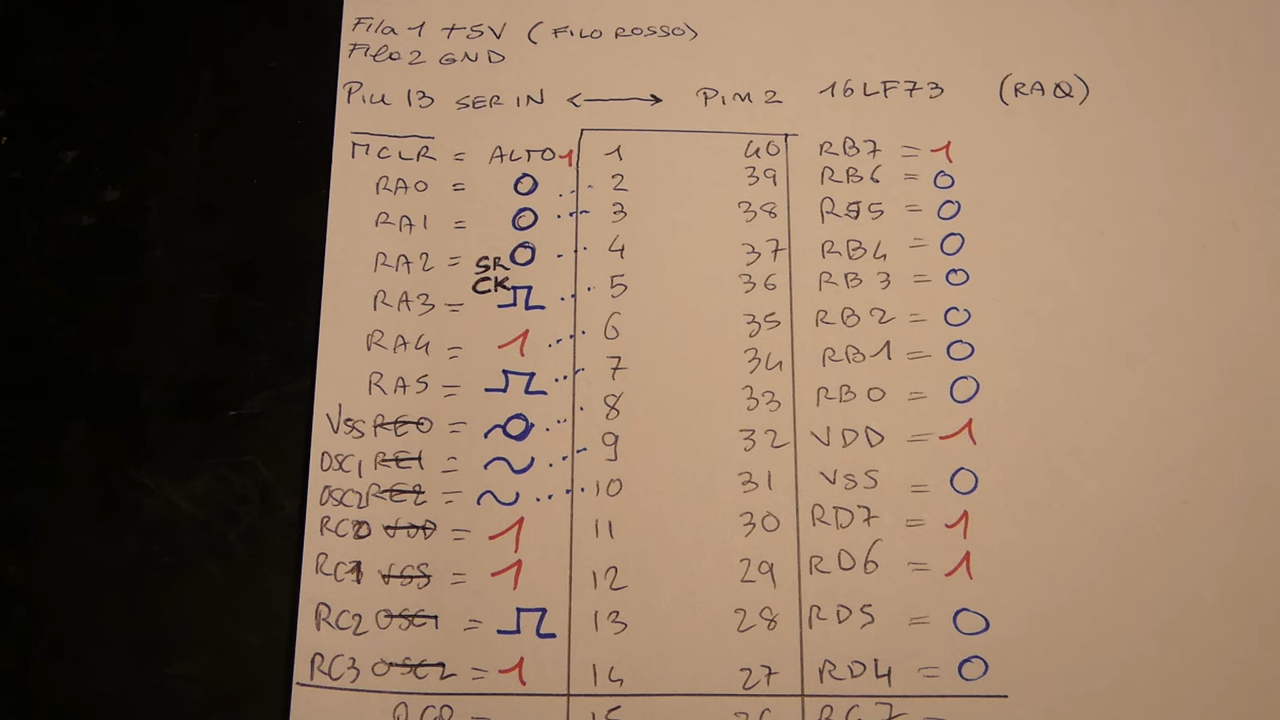 Fila 1 +5V (FILO ROSSO)
Fila 2 GND
Pin 13 SER IN <-> Pin 2 16LF73 (RA0)
MCLR = ALTO 1 1 40 RB7 = 1
RA0 = 0 2 39 RB6 = 0
RA1 = 0 3 38 RB5 = 0
RA2 = 0 4 37 RB4 = 0
SR
CK
RA3 = 5 36 RB3 = 0
RA4 = 1 6 35 RB2 = 0
RA5 = 7 34 RB1 = 0
VSS RE0 = 0 8 33 RB0 = 0
OSC1 RE1 = ~ 9 32 VDD = 1
OSC2 RE2 = ~ 10 31 VSS = 0
RC0 VDD = 1 11 30 RD7 = 1
RC1 VSS = 1 12 29 RD6 = 1
RC2 OSC1 = 13 28 RD5 = 0
RC3 OSC2 = 1 14 27 RD4 = 0